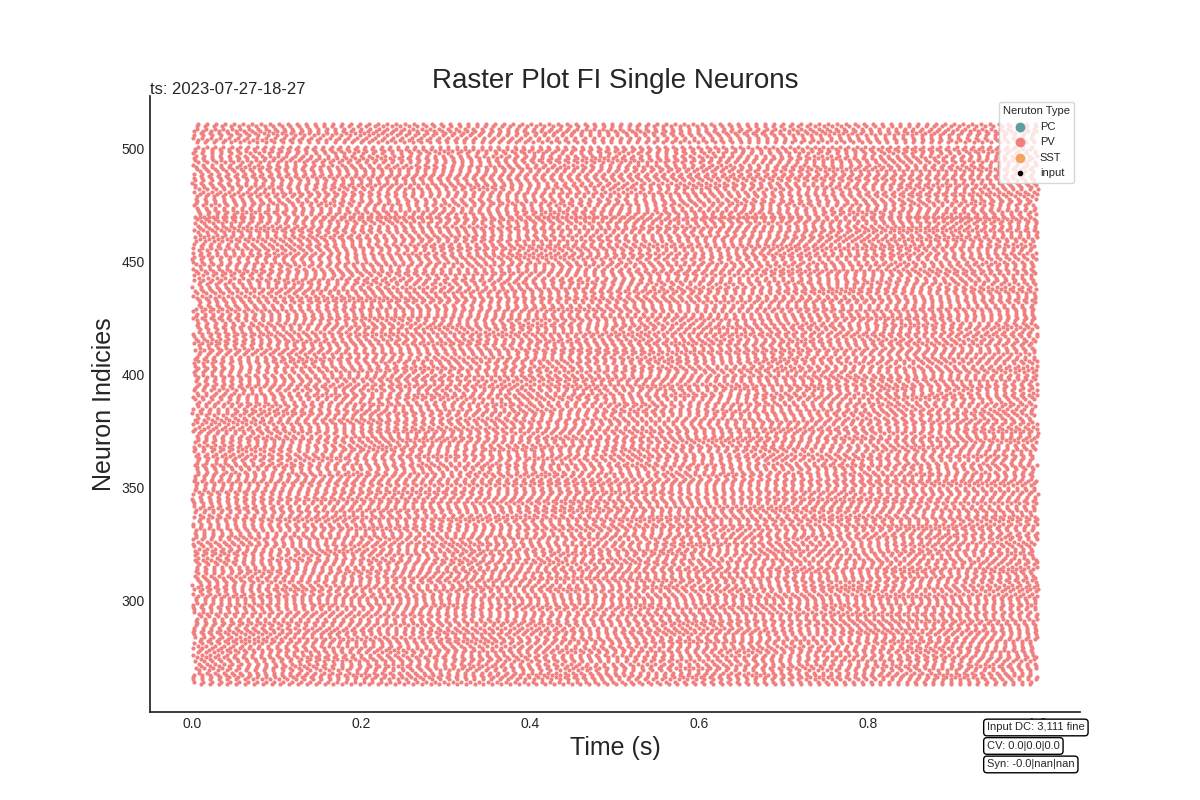 Raster Plot FI Single Neurons
ts: 2023-07-27-18-27
Neruton Type
PC
PV
SST
input
Neuron Indicies
500
450
400
350
300
0.0 0.2 0.4 0.6 0.8
Time (s)
Input DC: 3,111 fine
CV: 0.0|0.0|0.0
Syn: -0.0|nan|nan